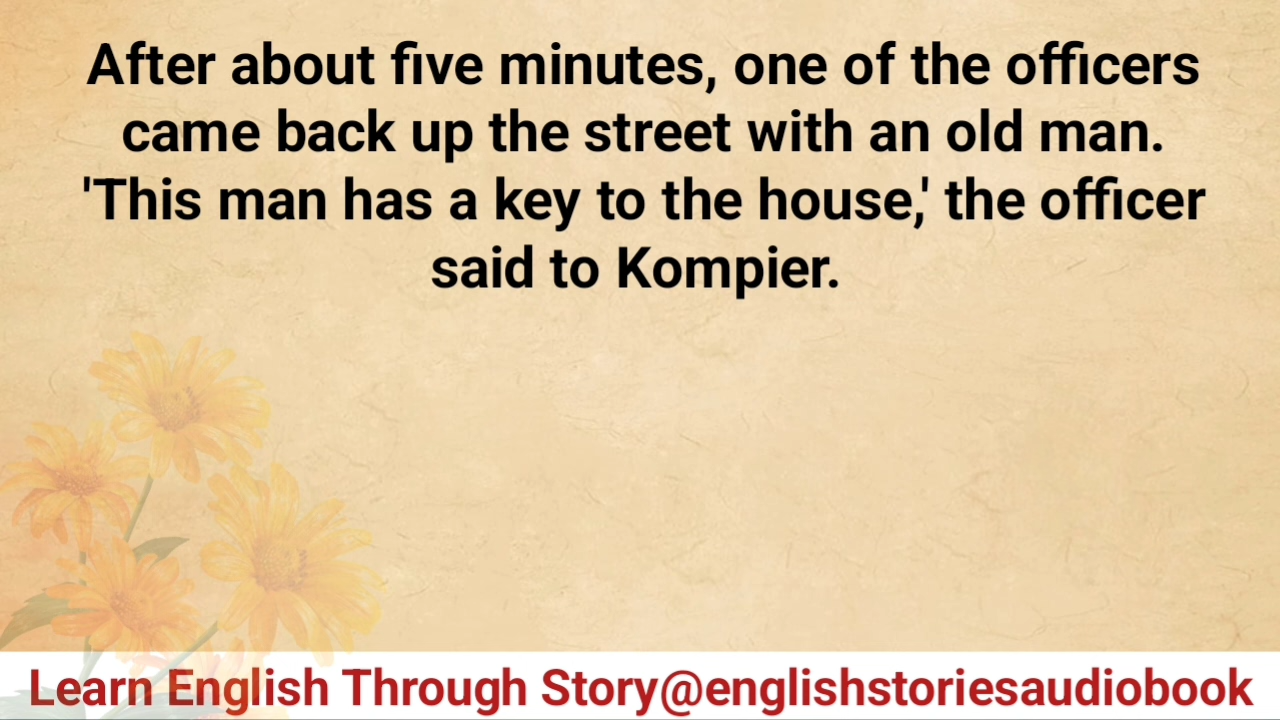 After about five minutes, one of the officers
came back up the street with an old man.
'This man has a key to the house,' the officer
said to Kompier.
Learn English Through Story@englishstoriesaudiobook